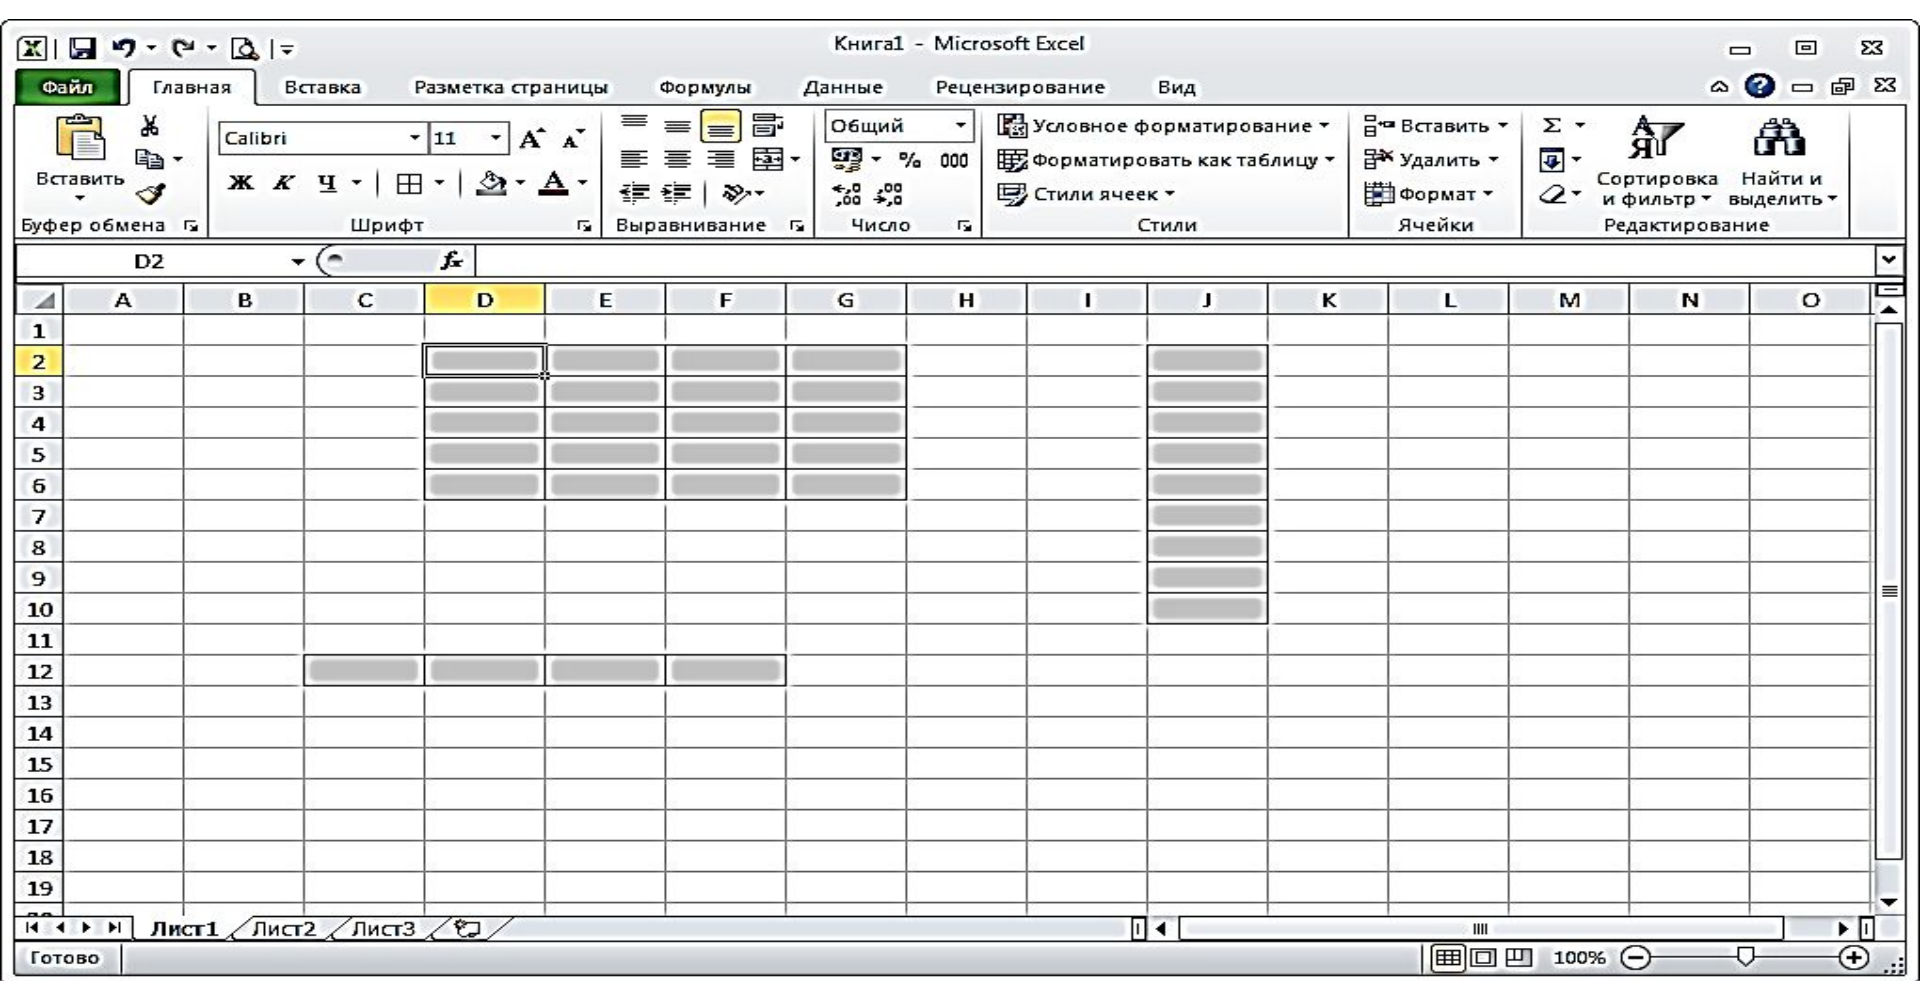 Книга1 - Microsoft Excel
Файл Главная Вставка Разметка страницы Формулы Данные Рецензирование Вид
Calibri 11 Общий Условное форматирование Вставить Σ
Вставить Форматировать как таблицу Удалить
% 000
Ж К Ч А Стили ячеек Формат Сортировка и фильтр Найти и выделить
Буфер обмена Шрифт Выравнивание Число Стили Ячейки Редактирование
D2 fx
A B C D E F G H I J K L M N O
1
2
3
4
5
6
7
8
9
10
11
12
13
14
15
16
17
18
19
Лист1 Лист2 Лист3
Готово 100%